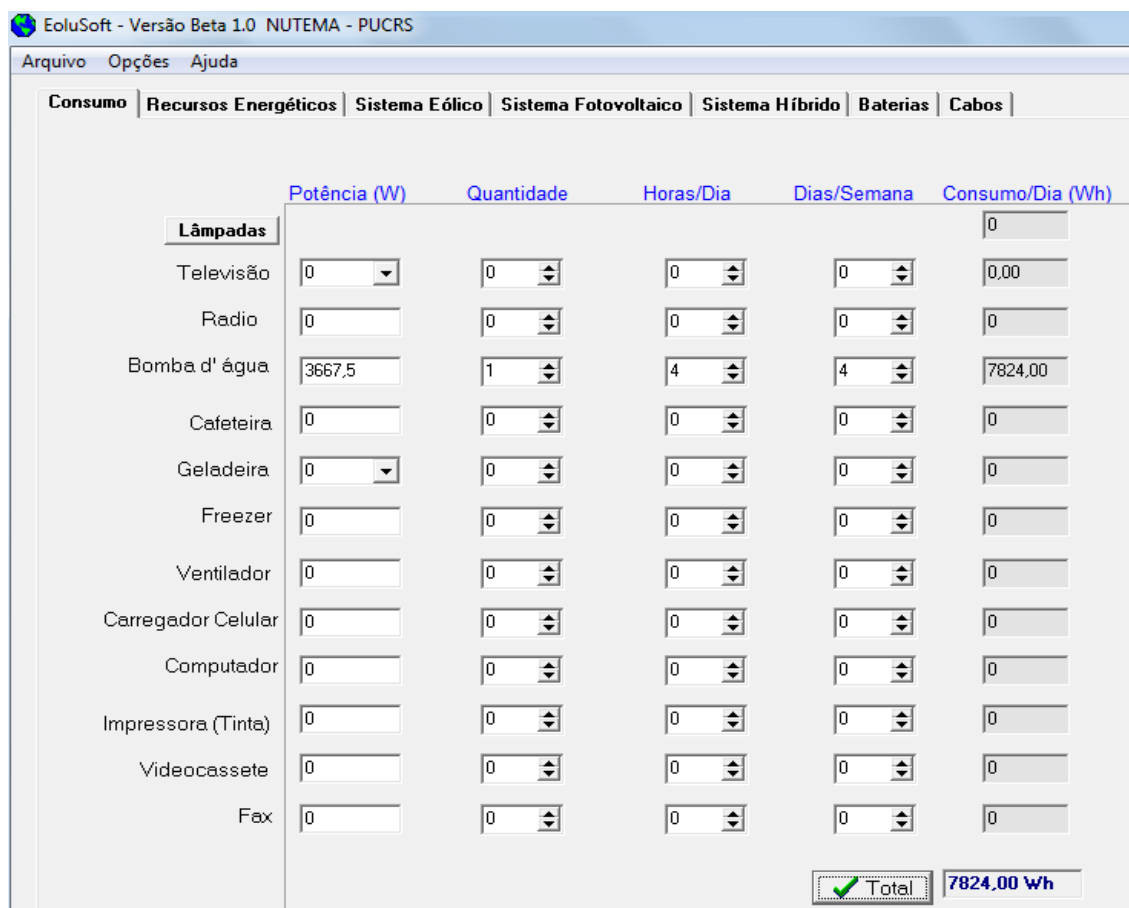 EoluSoft - Versão Beta 1.0 NUTEMA - PUCRS
Arquivo Opções Ajuda
Consumo Recursos Energéticos Sistema Eólico Sistema Fotovoltaico Sistema Híbrido Baterias Cabos
Potência (W) Quantidade Horas/Dia Dias/Semana Consumo/Dia (Wh)
Lâmpadas 0
Televisão 0 0 0 0 0,00
Radio 0 0 0 0 0
Bomba d' água 3667,5 1 4 4 7824,00
Cafeteira 0 0 0 0 0
Geladeira 0 0 0 0 0
Freezer 0 0 0 0 0
Ventilador 0 0 0 0 0
Carregador Celular 0 0 0 0 0
Computador 0 0 0 0 0
Impressora (Tinta) 0 0 0 0 0
Videocassete 0 0 0 0 0
Fax 0 0 0 0 0
Total 7824,00 Wh